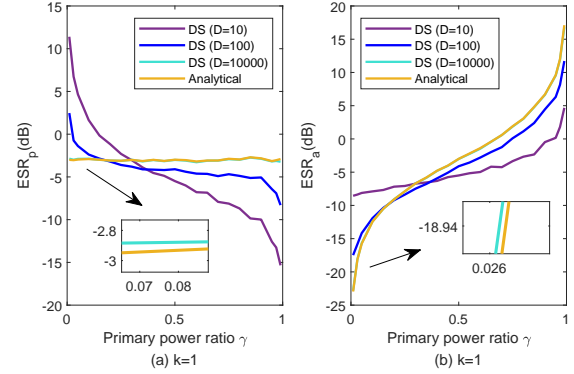 15
10
5
0
-5
-10
-15
-20
ESRp(dB)
DS (D=10)
DS (D=100)
DS (D=10000)
Analytical
-2.8
-3
0.07 0.08
0 0.5 1
Primary power ratio γ
(a) k=1
20
15
10
5
0
-5
-10
-15
-20
-25
ESRa(dB)
DS (D=10)
DS (D=100)
DS (D=10000)
Analytical
-18.94
0.026
0 0.5 1
Primary power ratio γ
(b) k=1